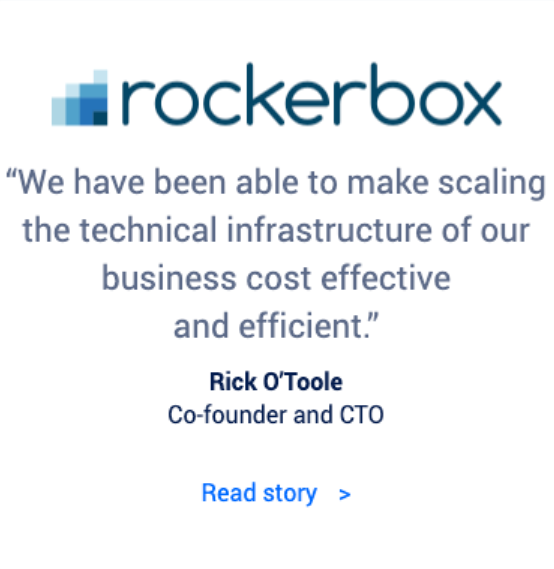 rockerbox
“We have been able to make scaling
the technical infrastructure of our
business cost effective
and efficient.”
Rick O'Toole
Co-founder and CTO
Read story >